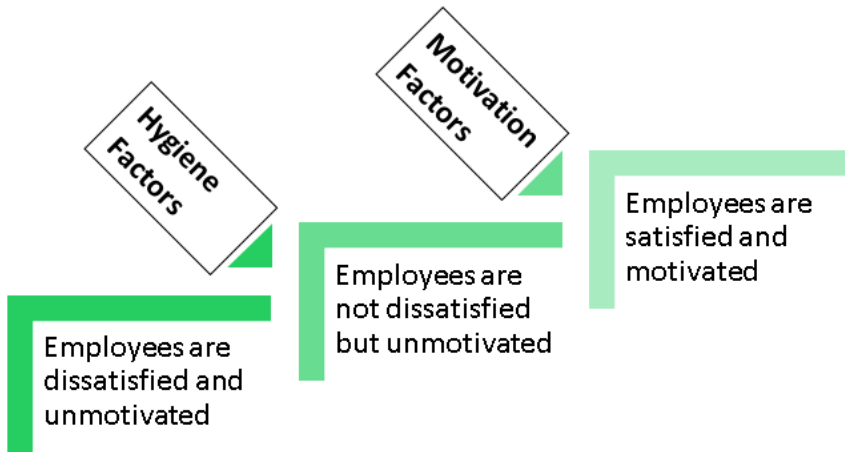 Hygiene
Factors
Motivation
Factors
Employees are
dissatisfied and
unmotivated
Employees are
not dissatisfied
but unmotivated
Employees are
satisfied and
motivated